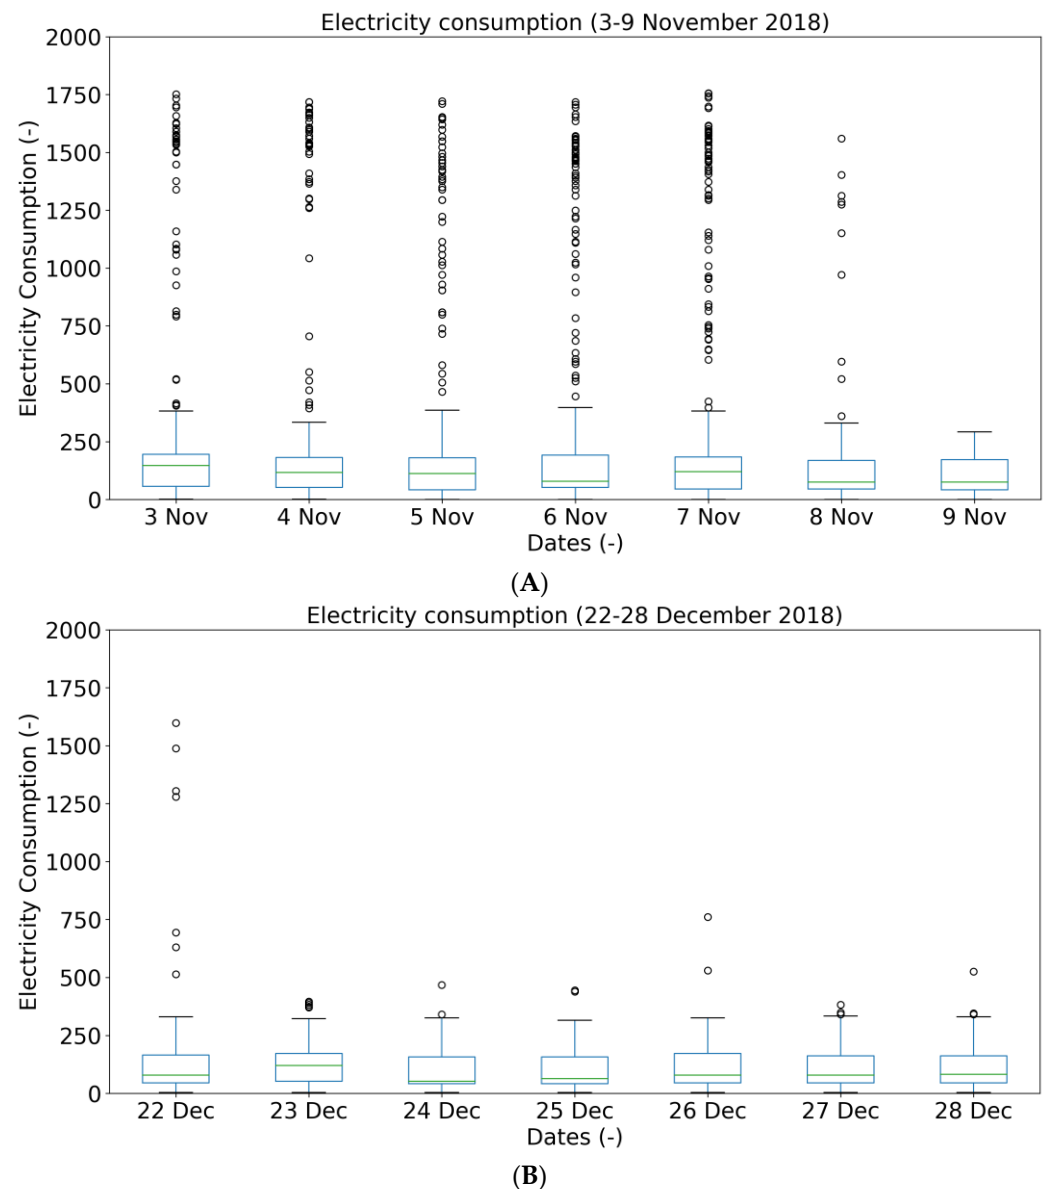 Electricity consumption (3-9 November 2018)
2000
1750
1500
1250
1000
750
500
250
0
Electricity Consumption (-)
3 Nov 4 Nov 5 Nov 6 Nov 7 Nov 8 Nov 9 Nov
Dates (-)
(A)
Electricity consumption (22-28 December 2018)
2000
1750
1500
1250
1000
750
500
250
0
Electricity Consumption (-)
22 Dec 23 Dec 24 Dec 25 Dec 26 Dec 27 Dec 28 Dec
Dates (-)
(B)